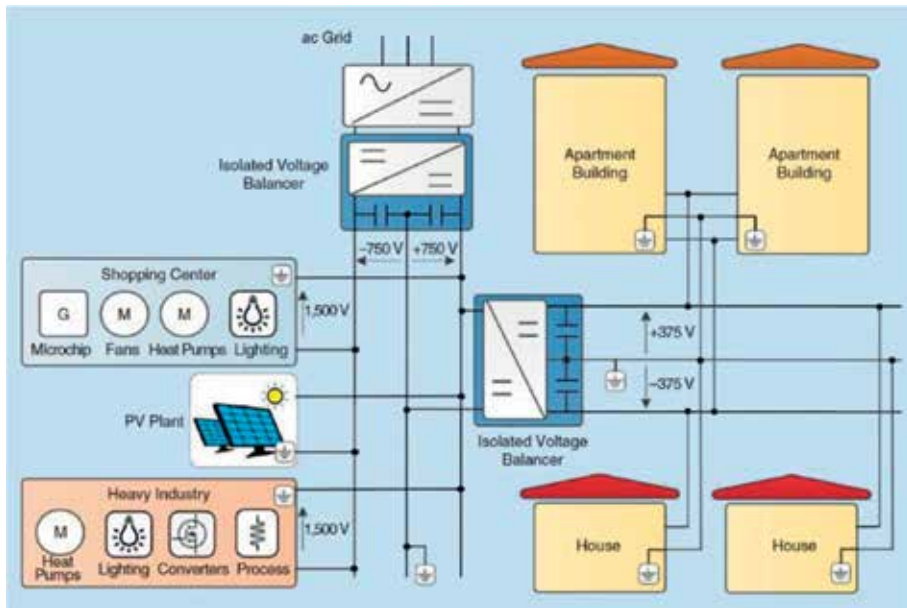 ac Grid
Isolated Voltage
Balancer
Apartment
Building
Apartment
Building
–750 V
+750 V
Shopping Center
G
M
M
Microchip
Fans
Heat Pumps
Lighting
1,500 V
+375 V
–375 V
PV Plant
Isolated Voltage
Balancer
Heavy Industry
M
Heat
Pumps
Lighting
Converters
Process
1,500 V
House
House